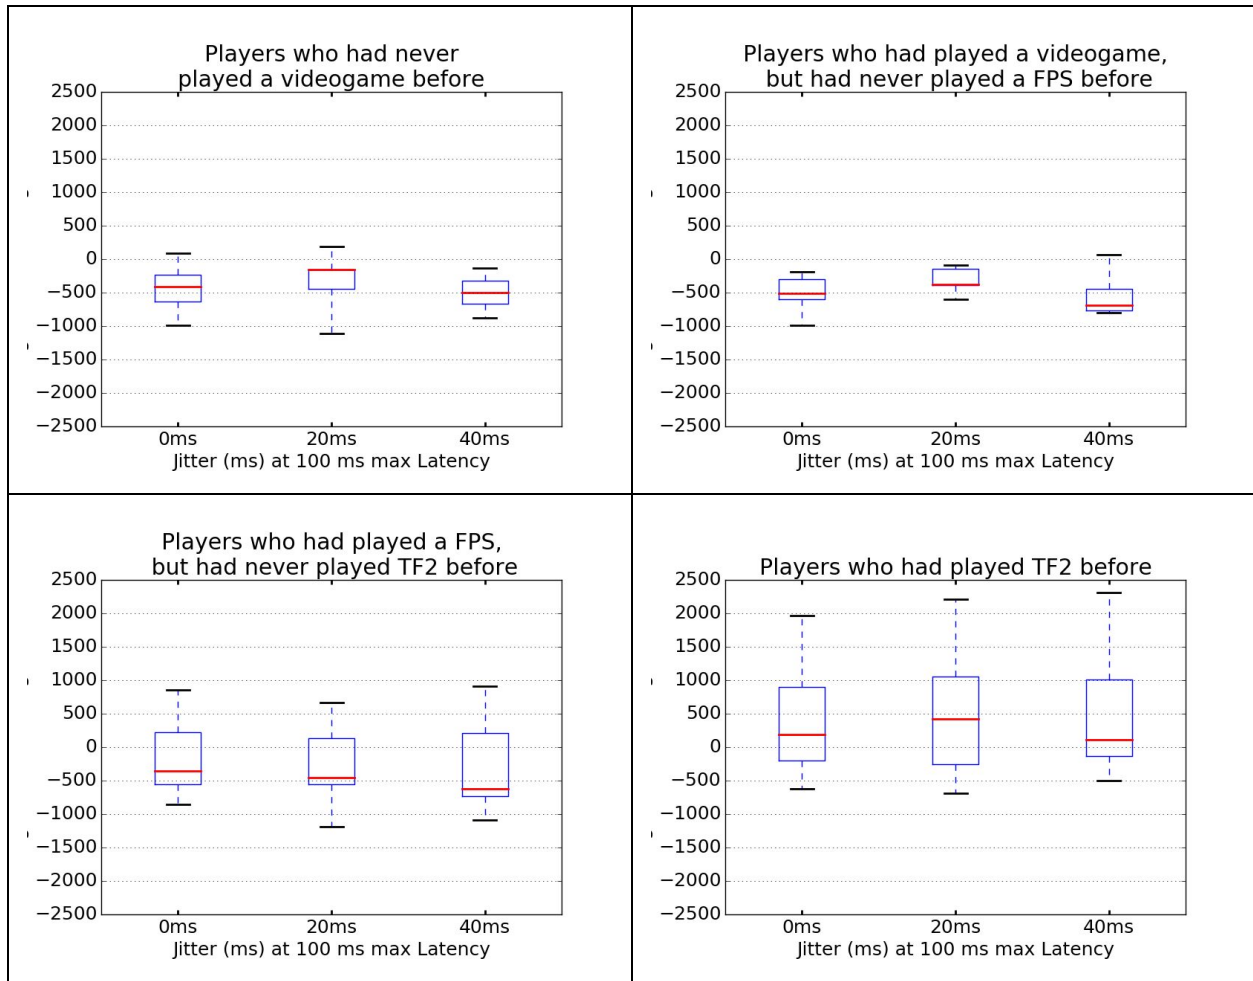 Players who had never
played a videogame before
2500
2000
1500
1000
500
0
−500
−1000
−1500
−2000
−2500
0ms 20ms 40ms
Jitter (ms) at 100 ms max Latency
Players who had played a videogame,
but had never played a FPS before
2500
2000
1500
1000
500
0
−500
−1000
−1500
−2000
−2500
0ms 20ms 40ms
Jitter (ms) at 100 ms max Latency
Players who had played a FPS,
but had never played TF2 before
2500
2000
1500
1000
500
0
−500
−1000
−1500
−2000
−2500
0ms 20ms 40ms
Jitter (ms) at 100 ms max Latency
Players who had played TF2 before
2500
2000
1500
1000
500
0
−500
−1000
−1500
−2000
−2500
0ms 20ms 40ms
Jitter (ms) at 100 ms max Latency